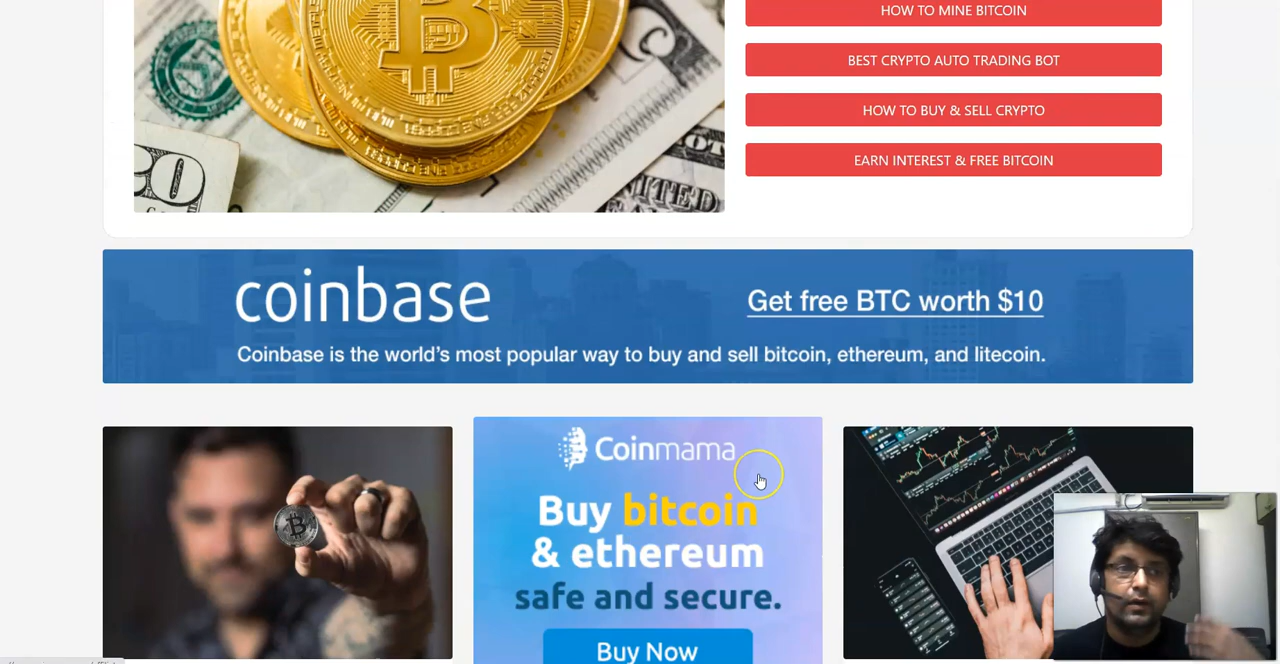 HOW TO MINE BITCOIN
BEST CRYPTO AUTO TRADING BOT
HOW TO BUY & SELL CRYPTO
EARN INTEREST & FREE BITCOIN
coinbase
Get free BTC worth $10
Coinbase is the world's most popular way to buy and sell bitcoin, ethereum, and litecoin.
Coinmama
Buy bitcoin
& ethereum
safe and secure.
Buy Now